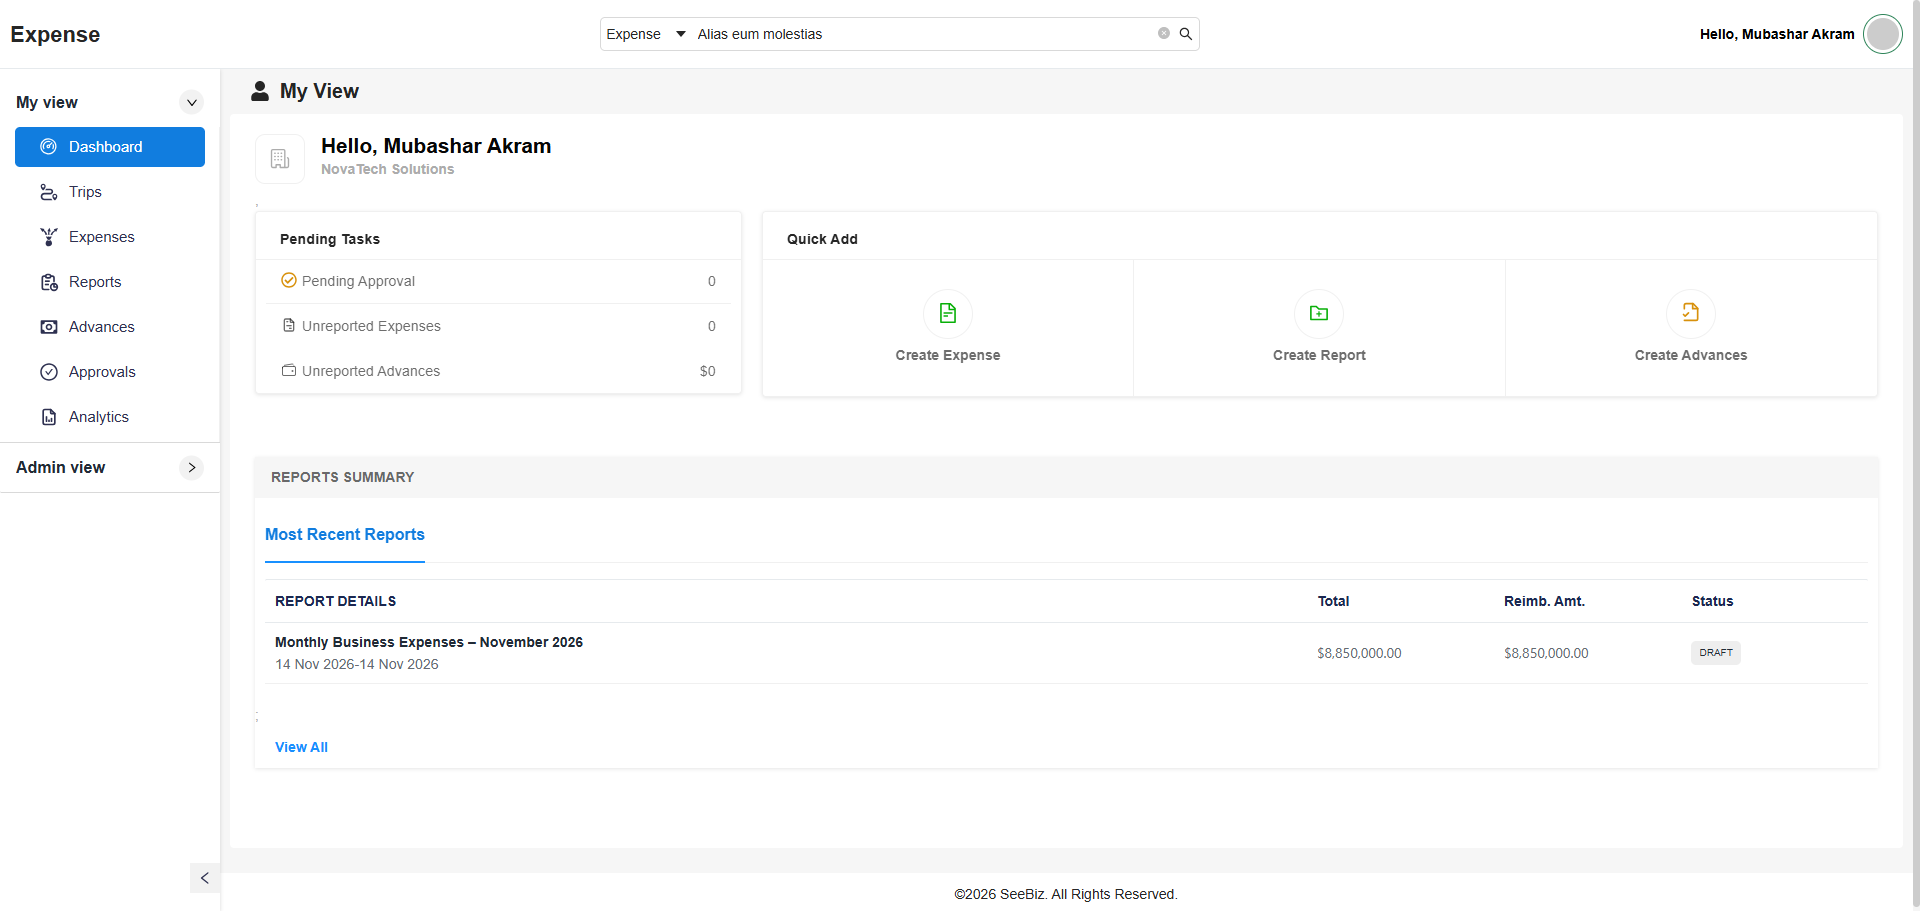 Expense
Expense Alias eum molestias
Hello, Mubashar Akram
My view
Dashboard
Trips
Expenses
Reports
Advances
Approvals
Analytics
Admin view
My View
Hello, Mubashar Akram
NovaTech Solutions
,
Pending Tasks
Pending Approval 0
Unreported Expenses 0
Unreported Advances $0
Quick Add
Create Expense
Create Report
Create Advances
REPORTS SUMMARY
Most Recent Reports
REPORT DETAILS Total Reimb. Amt. Status
Monthly Business Expenses – November 2026
14 Nov 2026-14 Nov 2026
$8,850,000.00 $8,850,000.00 DRAFT
;
View All
©2026 SeeBiz. All Rights Reserved.